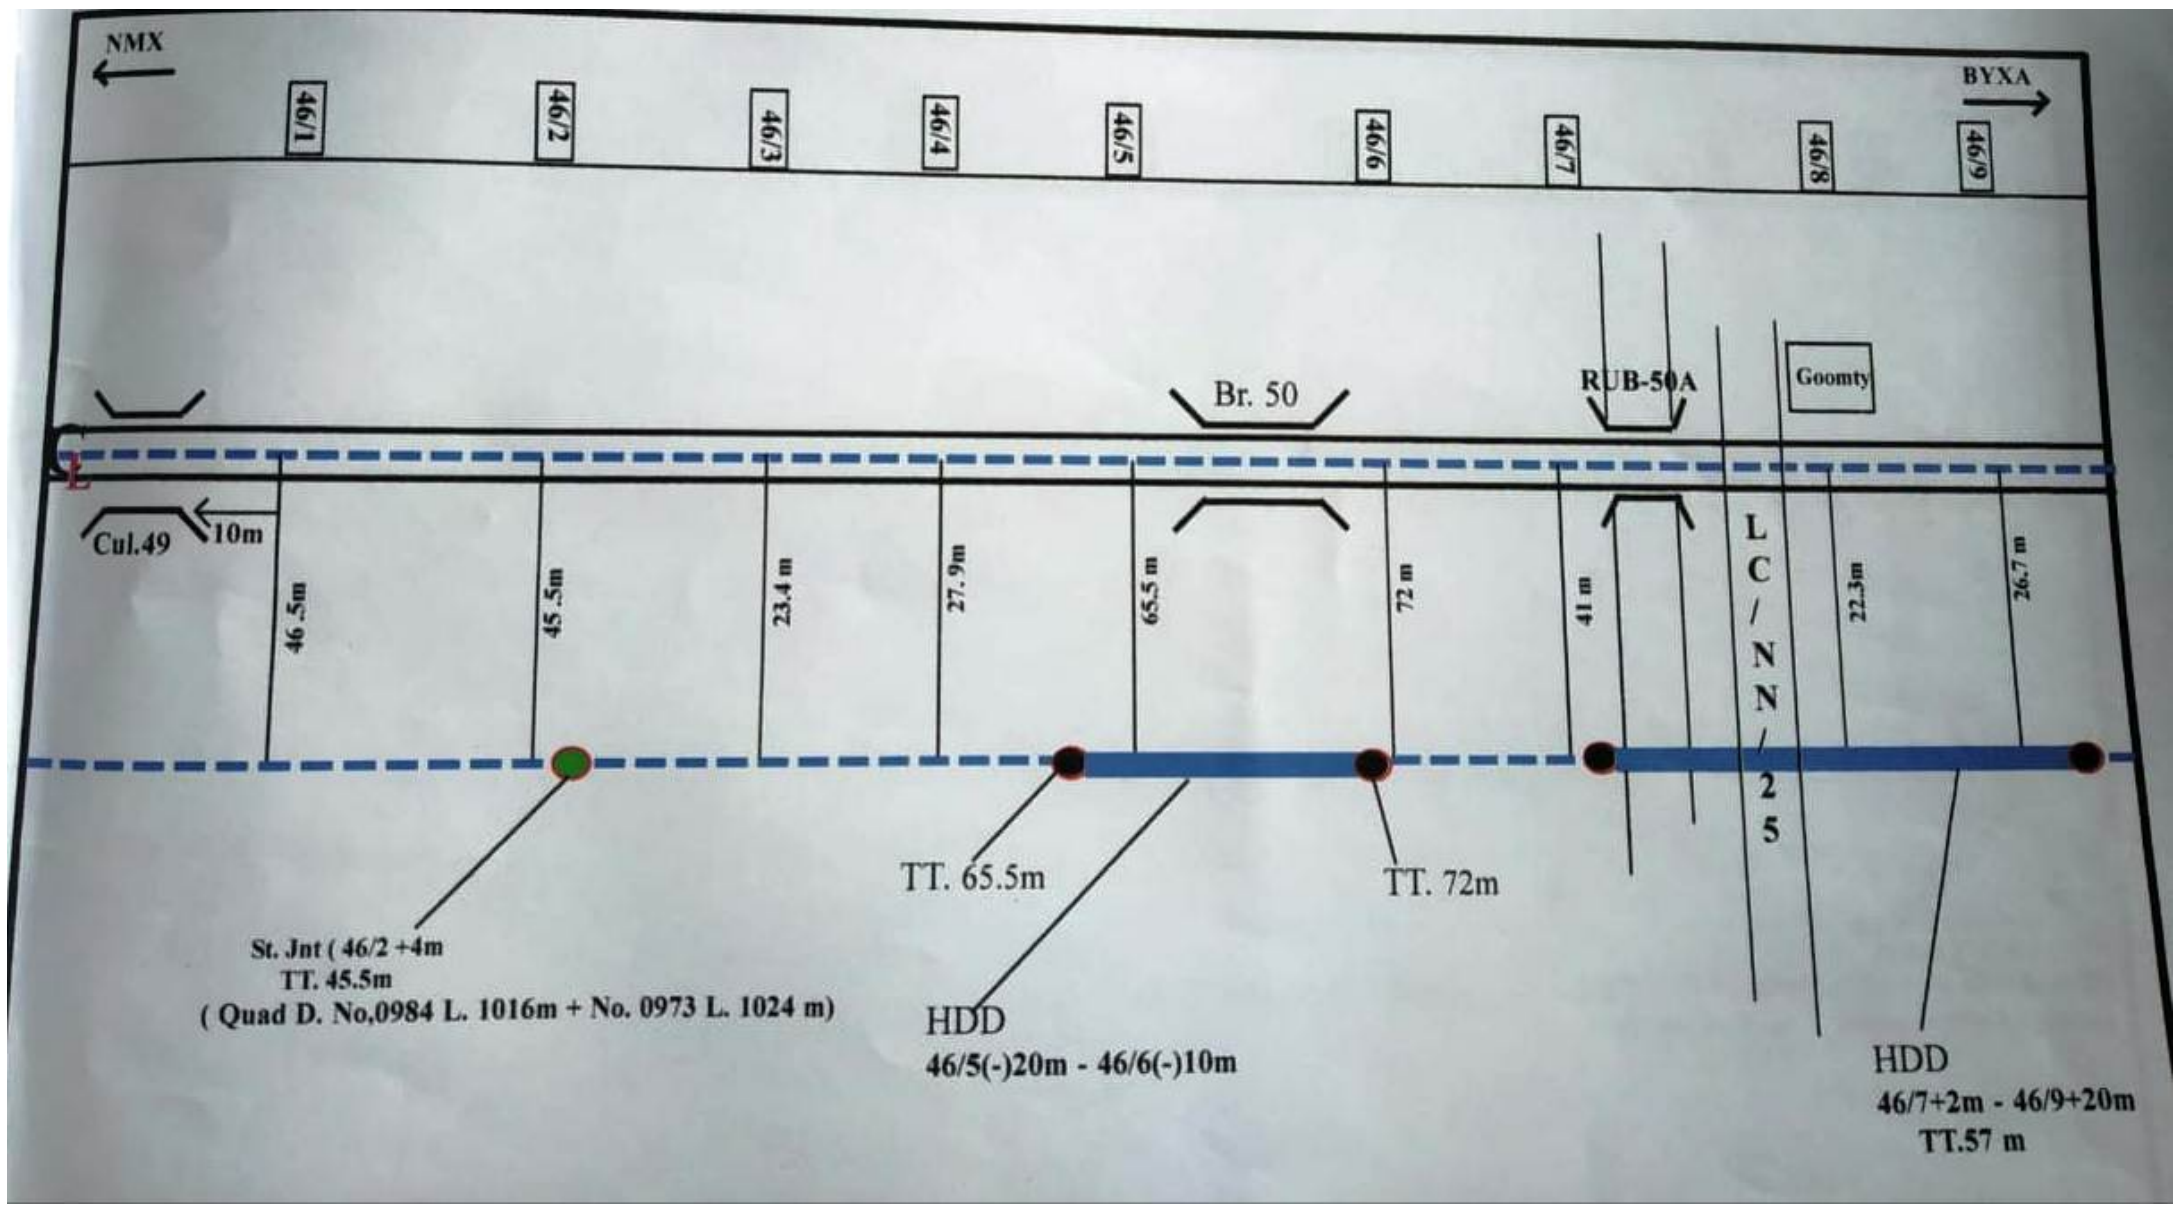 NMX
BYXA
46/1
46/2
46/3
46/4
46/5
46/6
46/7
46/8
46/9
Br. 50
RUB-50A
Goomty
Cul.49
10m
46.5m
45.5m
23.4 m
27.9m
65.5 m
72 m
41 m
LC/NN/25
22.3m
26.7 m
TT. 65.5m
TT. 72m
St. Jnt ( 46/2 +4m
TT. 45.5m
( Quad D. No,0984 L. 1016m + No. 0973 L. 1024 m)
HDD
46/5(-)20m - 46/6(-)10m
HDD
46/7+2m - 46/9+20m
TT.57 m